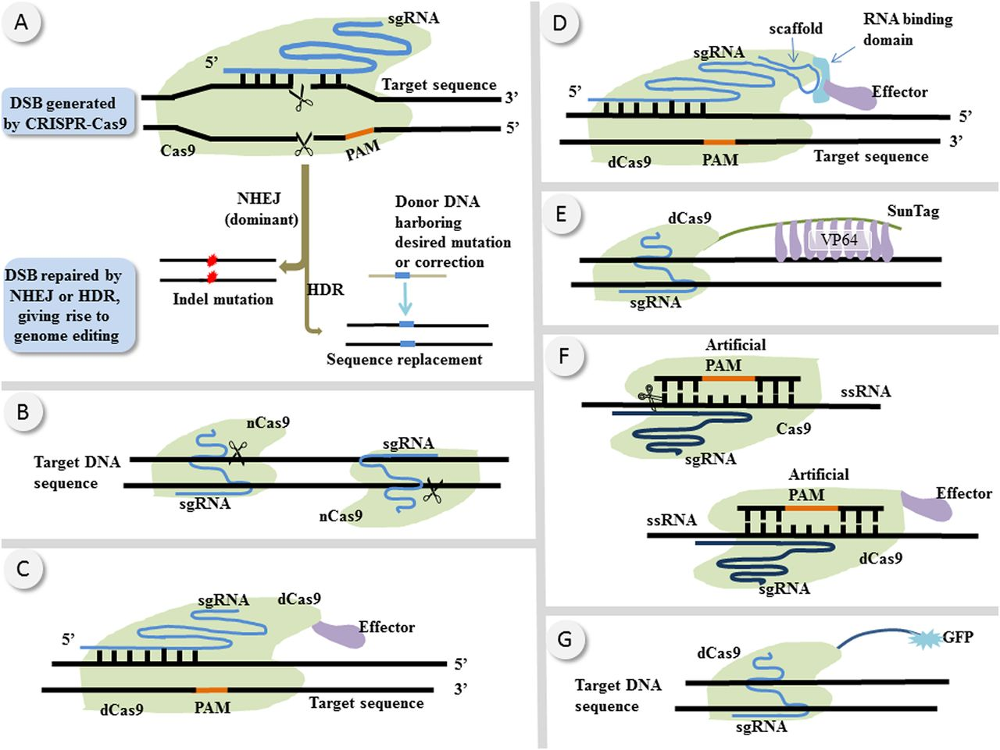 A
sgRNA
5’
Target sequence
3’
DSB generated
by CRISPR-Cas9
5’
Cas9
PAM
NHEJ
(dominant)
Donor DNA
harboring
desired mutation
or correction
DSB repaired by
NHEJ or HDR,
giving rise to
genome editing
Indel mutation
HDR
Sequence replacement
B
nCas9
sgRNA
Target DNA
sequence
sgRNA
nCas9
C
sgRNA
dCas9
Effector
5’
5’
3’
dCas9
PAM
Target sequence
D
scaffold
RNA binding
domain
sgRNA
5’
Effector
5’
3’
dCas9
PAM
Target sequence
E
dCas9
SunTag
VP64
sgRNA
F
Artificial
PAM
ssRNA
Cas9
sgRNA
Artificial
PAM
Effector
ssRNA
dCas9
sgRNA
G
dCas9
GFP
Target DNA
sequence
sgRNA